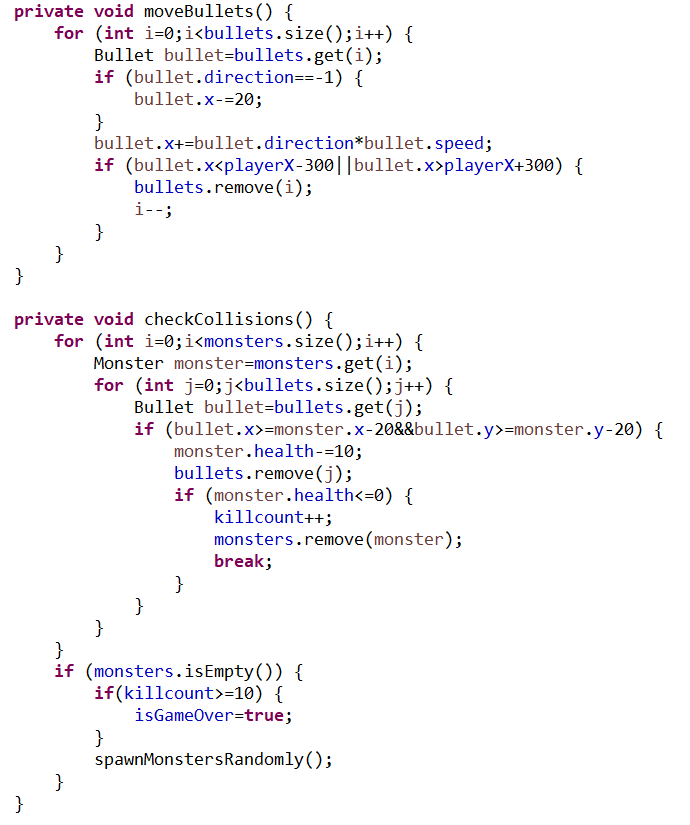 private void moveBullets() {
    for (int i=0;i<bullets.size();i++) {
        Bullet bullet=bullets.get(i);
        if (bullet.direction==-1) {
            bullet.x-=20;
        }
        bullet.x+=bullet.direction*bullet.speed;
        if (bullet.x<playerX-300||bullet.x>playerX+300) {
            bullets.remove(i);
            i--;
        }
    }
}

private void checkCollisions() {
    for (int i=0;i<monsters.size();i++) {
        Monster monster=monsters.get(i);
        for (int j=0;j<bullets.size();j++) {
            Bullet bullet=bullets.get(j);
            if (bullet.x>=monster.x-20&&bullet.y>=monster.y-20) {
                monster.health-=10;
                bullets.remove(j);
                if (monster.health<=0) {
                    killcount++;
                    monsters.remove(monster);
                    break;
                }
            }
        }
    }
    if (monsters.isEmpty()) {
        if(killcount>=10) {
            isGameOver=true;
        }
        spawnMonstersRandomly();
    }
}